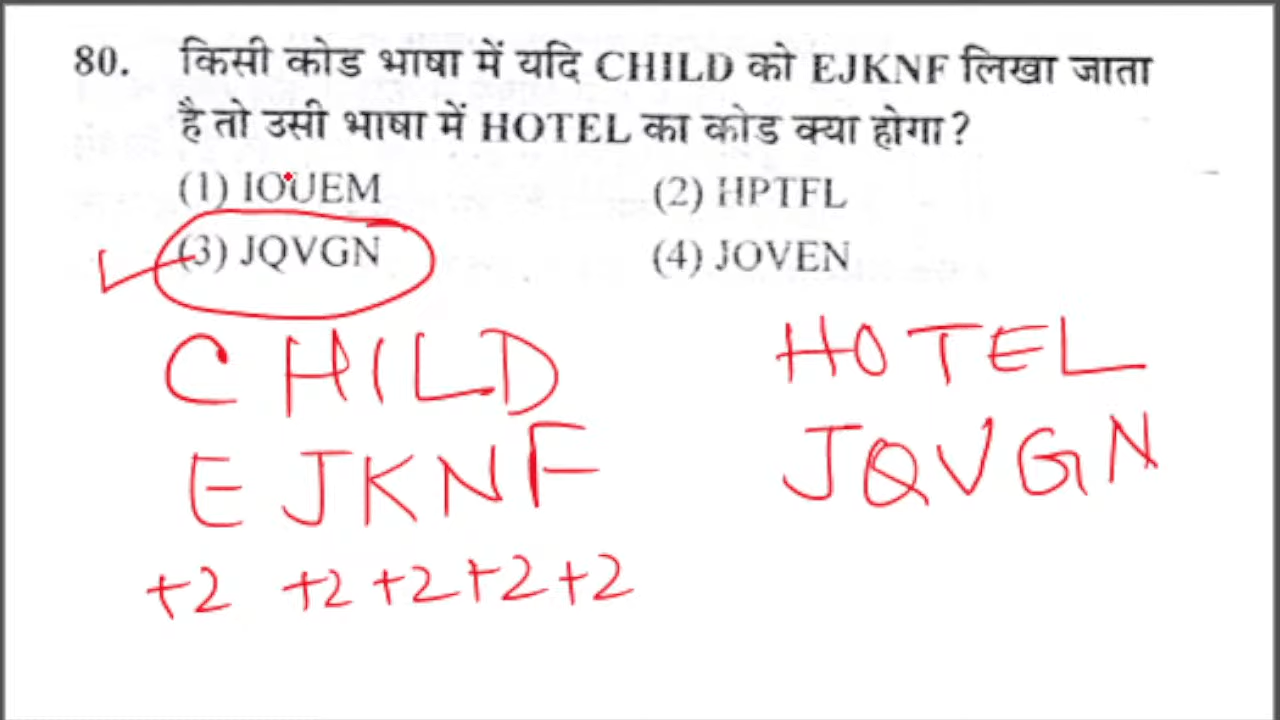 80. किसी कोड भाषा में यदि CHILD को EJKNF लिखा जाता
है तो उसी भाषा में HOTEL का कोड क्या होगा?
(1) IOUEM (2) HPTFL
(3) JQVGN (4) JOVEN
CHILD HOTEL
EJKNF JQVGN
+2 +2 +2 +2 +2